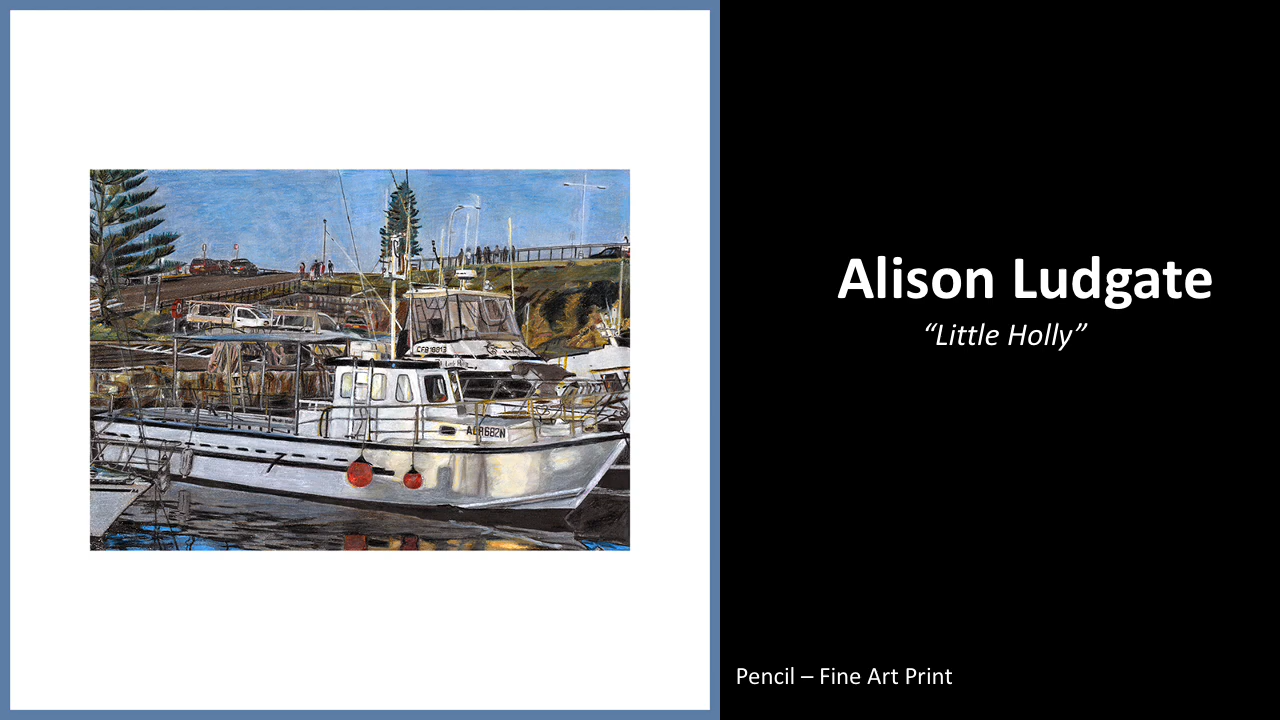 Alison Ludgate
“Little Holly”
Pencil – Fine Art Print